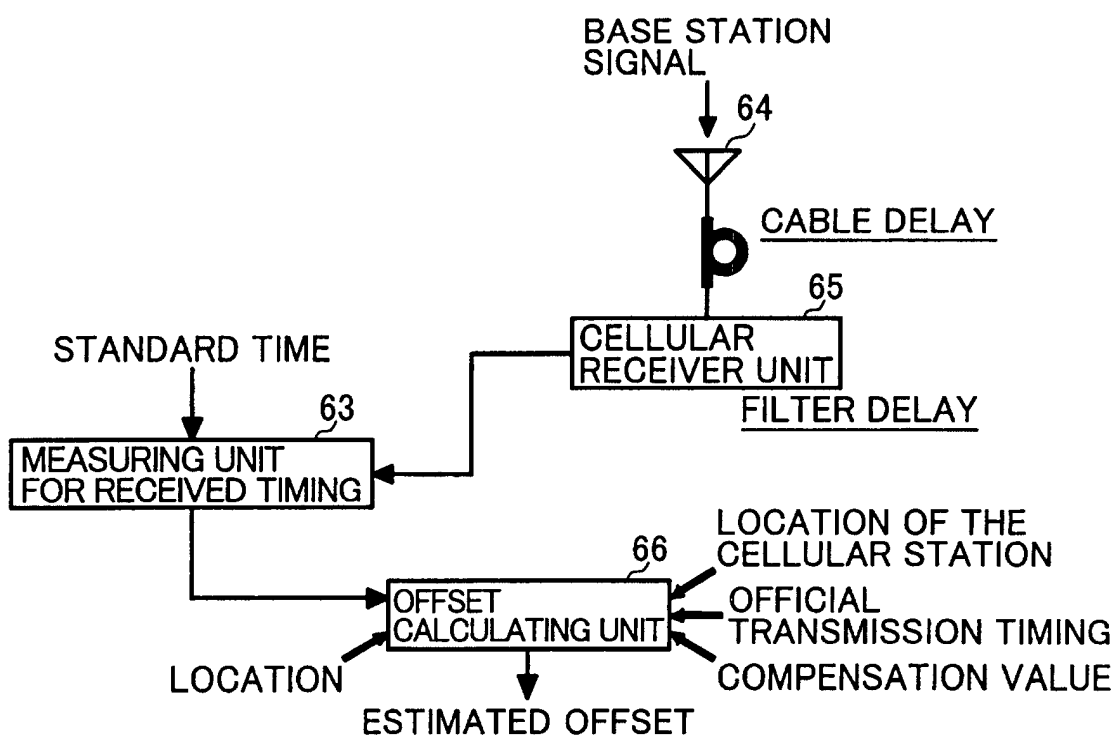 BASE STATION
SIGNAL
64
CABLE DELAY
65
CELLULAR
RECEIVER UNIT
FILTER DELAY
STANDARD TIME
63
MEASURING UNIT
FOR RECEIVED TIMING
LOCATION OF THE
CELLULAR STATION
66
OFFSET
CALCULATING UNIT
OFFICIAL
TRANSMISSION TIMING
LOCATION
COMPENSATION VALUE
ESTIMATED OFFSET